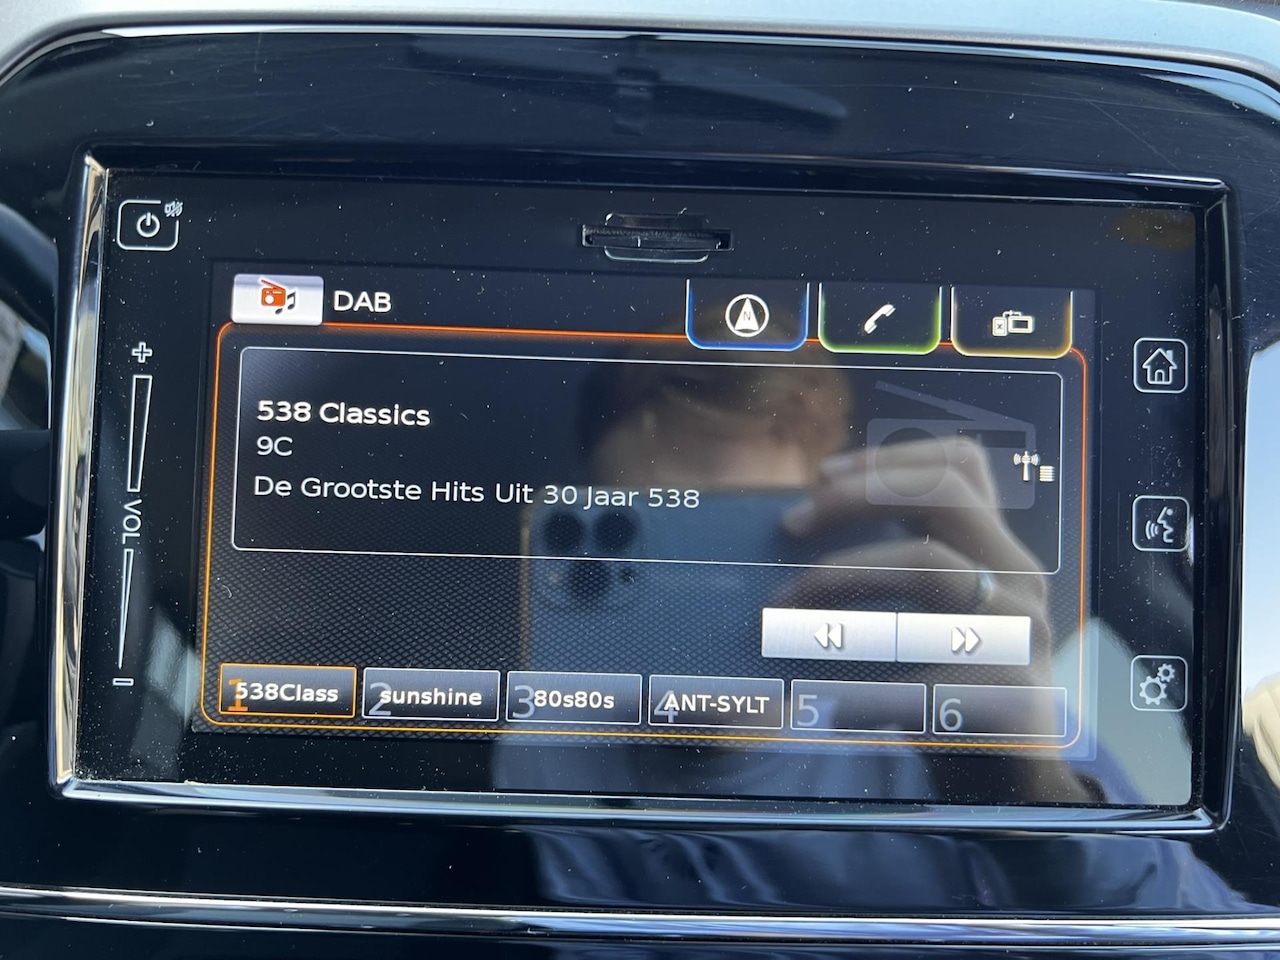 DAB
N
538 Classics
9C
De Grootste Hits Uit 30 Jaar 538
VOL
1 538Class
2 sunshine
3 80s80s
4 ANT-SYLT
5
6